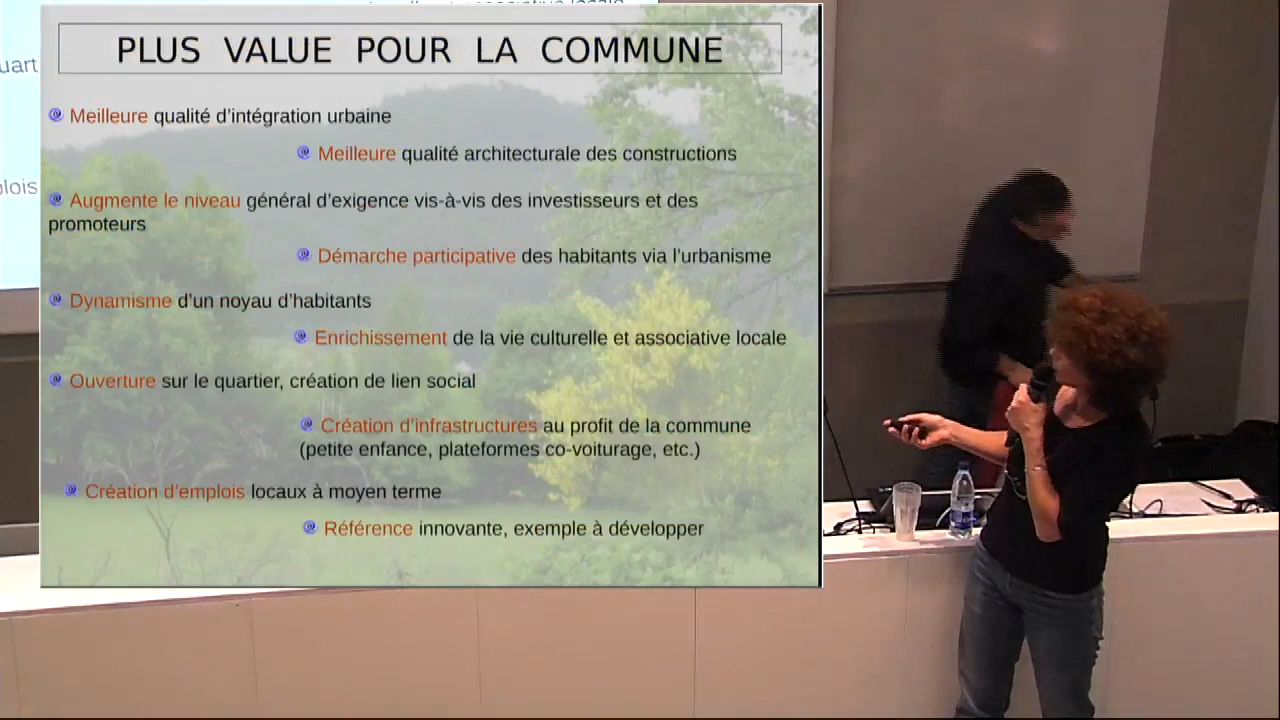 PLUS VALUE POUR LA COMMUNE
Meilleure qualité d'intégration urbaine
Meilleure qualité architecturale des constructions
Augmente le niveau général d'exigence vis-à-vis des investisseurs et des
promoteurs
Démarche participative des habitants via l'urbanisme
Dynamisme d'un noyau d'habitants
Enrichissement de la vie culturelle et associative locale
Ouverture sur le quartier, création de lien social
Création d'infrastructures au profit de la commune
(petite enfance, plateformes co-voiturage, etc.)
Création d'emplois locaux à moyen terme
Référence innovante, exemple à développer